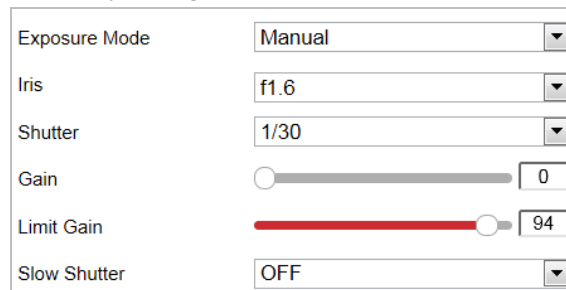 Exposure Mode Manual
Iris f1.6
Shutter 1/30
Gain 0
Limit Gain 94
Slow Shutter OFF